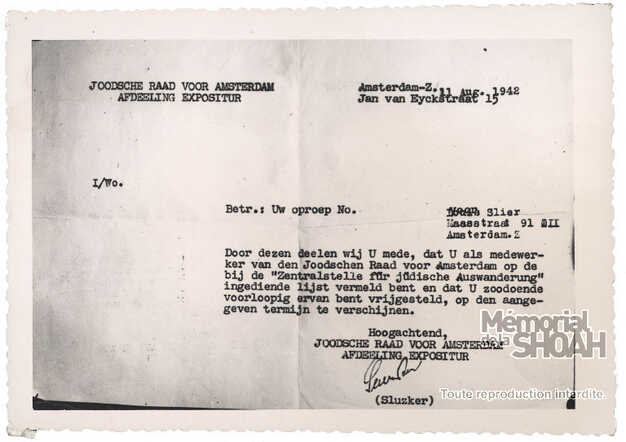 JOODSCHE RAAD VOOR AMSTERDAM
AFDEELING EXPOSITUR
Amsterdam-Z. 11 Aug. 1942
Jan van Eyckstraat 15
I/Wo.
Betr.: Uw oproep No.
Slier
Maasstraat 91 II
Amsterdam.Z
Door dezen deelen wij U mede, dat U als medewer-
ker van den Joodschen Raad voor Amsterdam op de
bij de "Zentralstelle für jüdische Auswanderung"
ingediende lijst vermeld bent en dat U zoodoende
voorloopig ervan bent vrijgesteld, op den aange-
geven termijn te verschijnen.
Hoogachtend,
JOODSCHE RAAD VOOR AMSTERDAM
AFDEELING EXPOSITUR
(Sluzker)
Mémorial
de la
SHOAH
Toute reproduction interdite.